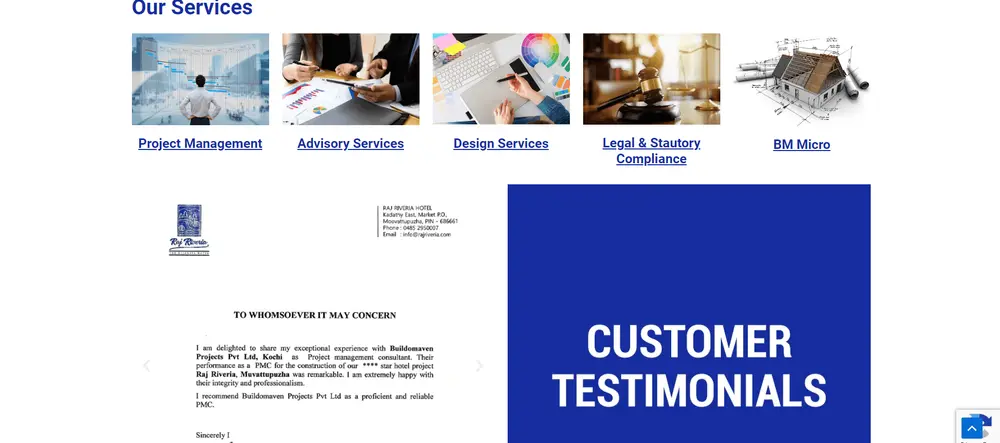 Our Services
Project Management
Advisory Services
Design Services
Legal & Stautory
Compliance
BM Micro
Raj Riveria
RAJ RIVERIA HOTEL
Kadathy East, Market P.O,
Moovattupuzha, PIN - 686661
Phone : 0485 2950007
Email : info@rajriveria.com
TO WHOMSOEVER IT MAY CONCERN
I am delighted to share my exceptional experience with Buildomaven
Projects Pvt Ltd, Kochi as Project management consultant. Their
performance as a PMC for the construction of our **** star hotel project
Raj Riveria, Muvattupuzha was remarkable. I am extremely happy with
their integrity and professionalism.
I recommend Buildomaven Projects Pvt Ltd as a proficient and reliable
PMC.
Sincerely I
CUSTOMER
TESTIMONIALS